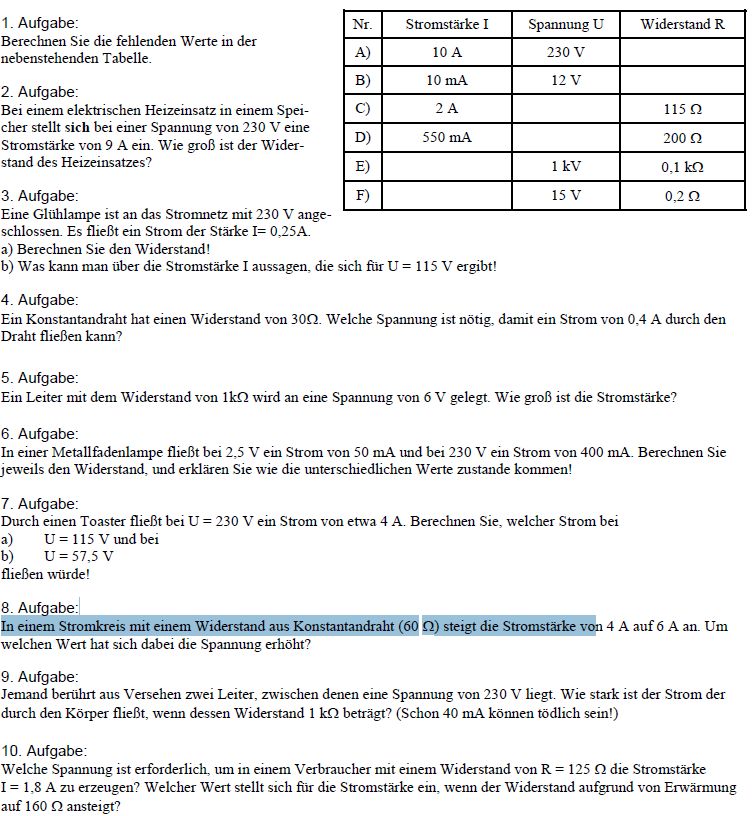 1. Aufgabe:
Berechnen Sie die fehlenden Werte in der
nebenstehenden Tabelle.
Nr. Stromstärke I Spannung U Widerstand R
A) 10 A 230 V
B) 10 mA 12 V
C) 2 A 115 Ω
D) 550 mA 200 Ω
E) 1 kV 0,1 kΩ
F) 15 V 0,2 Ω
2. Aufgabe:
Bei einem elektrischen Heizeinsatz in einem Spei-
cher stellt sich bei einer Spannung von 230 V eine
Stromstärke von 9 A ein. Wie groß ist der Wider-
stand des Heizeinsatzes?
3. Aufgabe:
Eine Glühlampe ist an das Stromnetz mit 230 V ange-
schlossen. Es fließt ein Strom der Stärke I= 0,25A.
a) Berechnen Sie den Widerstand!
b) Was kann man über die Stromstärke I aussagen, die sich für U = 115 V ergibt!
4. Aufgabe:
Ein Konstantandraht hat einen Widerstand von 30Ω. Welche Spannung ist nötig, damit ein Strom von 0,4 A durch den
Draht fließen kann?
5. Aufgabe:
Ein Leiter mit dem Widerstand von 1kΩ wird an eine Spannung von 6 V gelegt. Wie groß ist die Stromstärke?
6. Aufgabe:
In einer Metallfadenlampe fließt bei 2,5 V ein Strom von 50 mA und bei 230 V ein Strom von 400 mA. Berechnen Sie
jeweils den Widerstand, und erklären Sie wie die unterschiedlichen Werte zustande kommen!
7. Aufgabe:
Durch einen Toaster fließt bei U = 230 V ein Strom von etwa 4 A. Berechnen Sie, welcher Strom bei
a) U = 115 V und bei
b) U = 57,5 V
fließen würde!
8. Aufgabe:
In einem Stromkreis mit einem Widerstand aus Konstantandraht (60 Ω) steigt die Stromstärke von 4 A auf 6 A an. Um
welchen Wert hat sich dabei die Spannung erhöht?
9. Aufgabe:
Jemand berührt aus Versehen zwei Leiter, zwischen denen eine Spannung von 230 V liegt. Wie stark ist der Strom der
durch den Körper fließt, wenn dessen Widerstand 1 kΩ beträgt? (Schon 40 mA können tödlich sein!)
10. Aufgabe:
Welche Spannung ist erforderlich, um in einem Verbraucher mit einem Widerstand von R = 125 Ω die Stromstärke
I = 1,8 A zu erzeugen? Welcher Wert stellt sich für die Stromstärke ein, wenn der Widerstand aufgrund von Erwärmung
auf 160 Ω ansteigt?